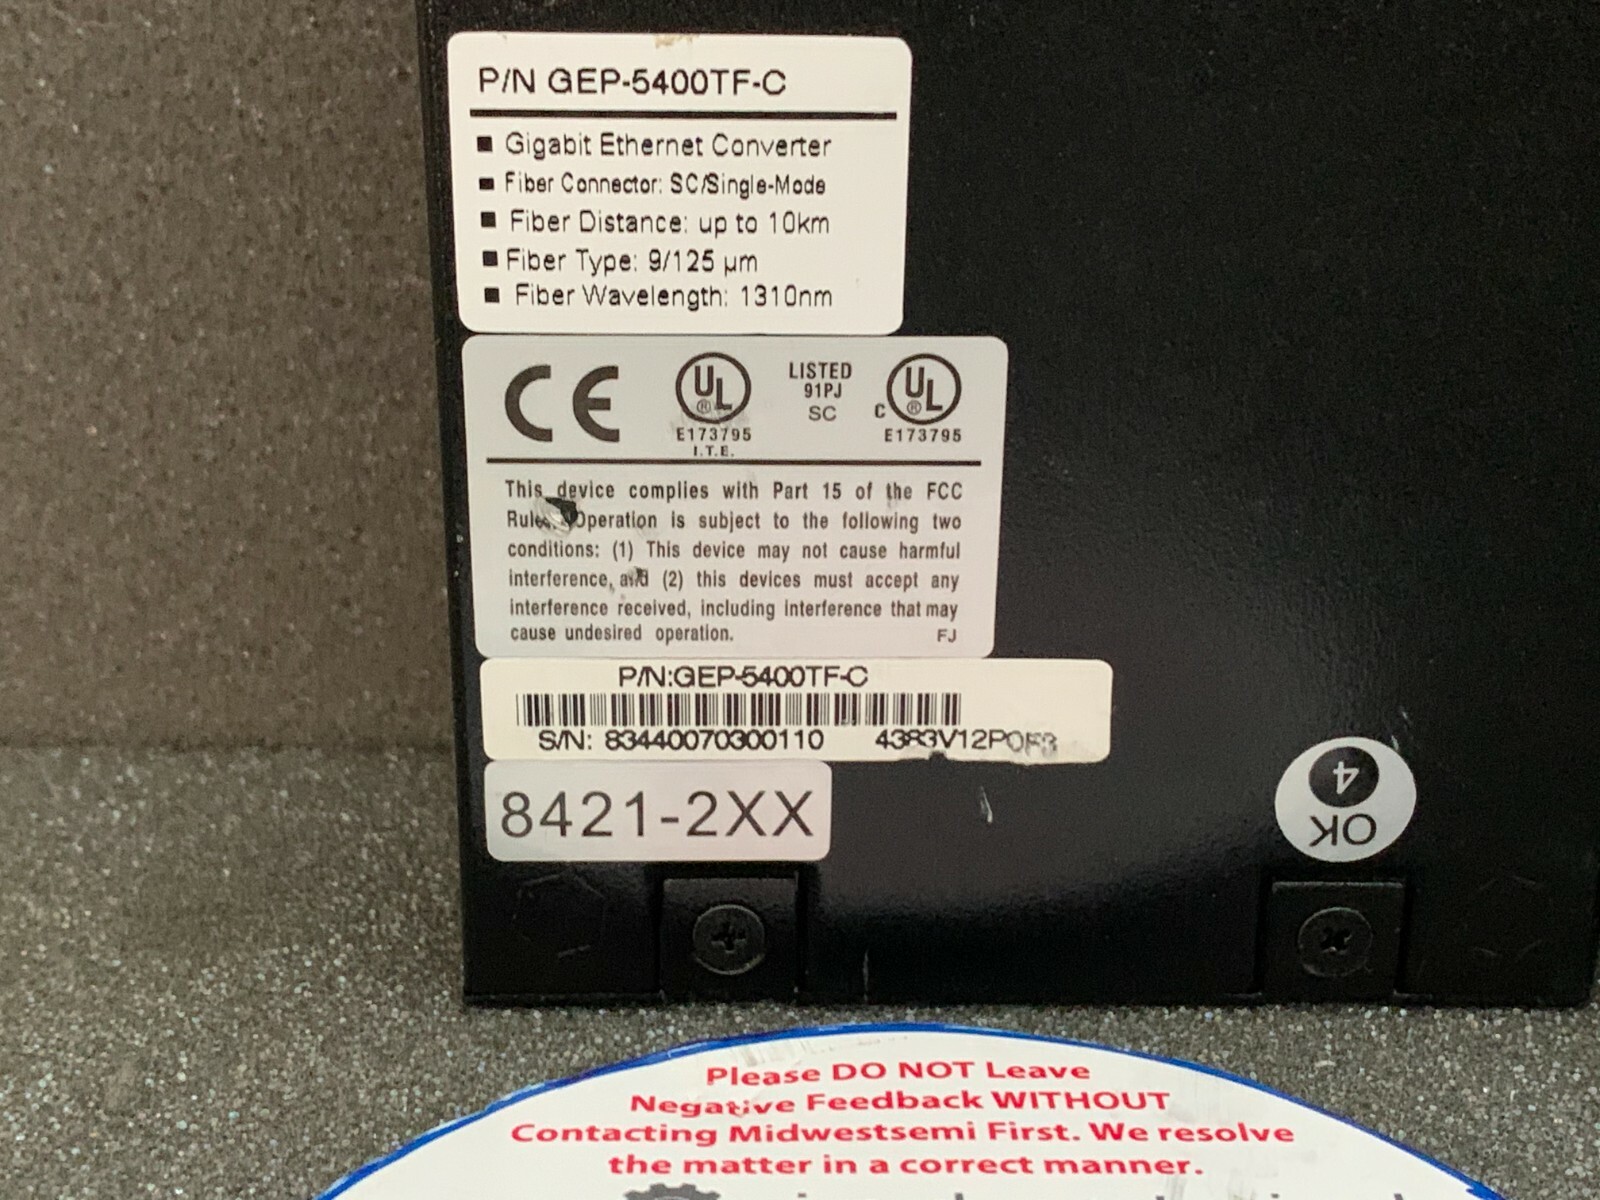 P/N GEP-5400TF-C
■ Gigabit Ethernet Converter
■ Fiber Connector: SC/Single-Mode
■ Fiber Distance: up to 10km
■ Fiber Type: 9/125 µm
■ Fiber Wavelength: 1310nm
CE UL® LISTED C UL®
91PJ
SC
E173795 E173795
I.T.E.
This device complies with Part 15 of the FCC
Rules. Operation is subject to the following two
conditions: (1) This device may not cause harmful
interference, and (2) this devices must accept any
interference received, including interference that may
cause undesired operation. FJ
P/N:GEP-5400TF-C
S/N: 83440070300110 4383V12P0F3
8421-2XX
4
OK
Please DO NOT Leave
Negative Feedback WITHOUT
Contacting Midwestsemi First. We resolve
the matter in a correct manner.